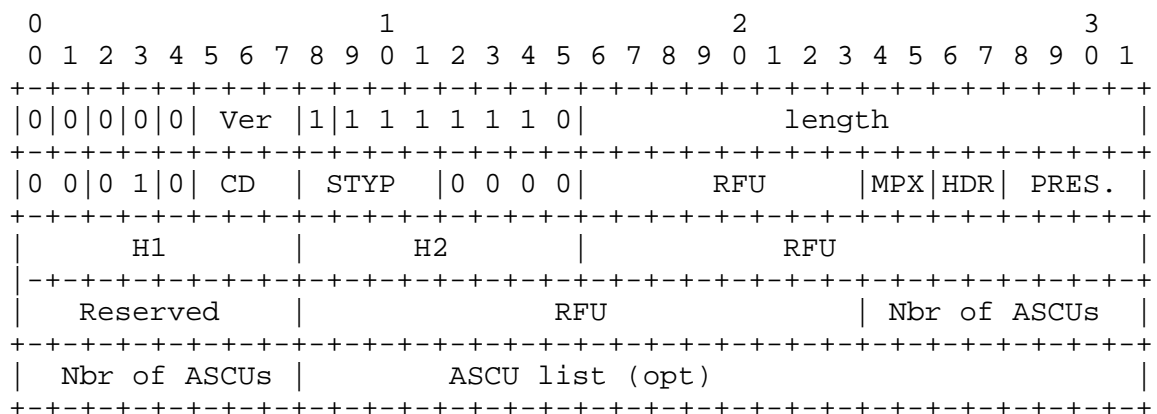 0                   1                   2                   3
 0 1 2 3 4 5 6 7 8 9 0 1 2 3 4 5 6 7 8 9 0 1 2 3 4 5 6 7 8 9 0 1
+-+-+-+-+-+-+-+-+-+-+-+-+-+-+-+-+-+-+-+-+-+-+-+-+-+-+-+-+-+-+-+-+
|0|0|0|0|0| Ver |1|1 1 1 1 1 1 0|           length              |
+-+-+-+-+-+-+-+-+-+-+-+-+-+-+-+-+-+-+-+-+-+-+-+-+-+-+-+-+-+-+-+-+
|0 0|0 1|0| CD  | STYP  |0 0 0 0|       RFU     |MPX|HDR| PRES. |
+-+-+-+-+-+-+-+-+-+-+-+-+-+-+-+-+-+-+-+-+-+-+-+-+-+-+-+-+-+-+-+-+
|      H1       |      H2       |           RFU                 |
|-+-+-+-+-+-+-+-+-+-+-+-+-+-+-+-+-+-+-+-+-+-+-+-+-+-+-+-+-+-+-+-+
|   Reserved    |              RFU              | Nbr of ASCUs  |
+-+-+-+-+-+-+-+-+-+-+-+-+-+-+-+-+-+-+-+-+-+-+-+-+-+-+-+-+-+-+-+-+
|  Nbr of ASCUs |        ASCU list (opt)                        |
+-+-+-+-+-+-+-+-+-+-+-+-+-+-+-+-+-+-+-+-+-+-+-+-+-+-+-+-+-+-+-+-+